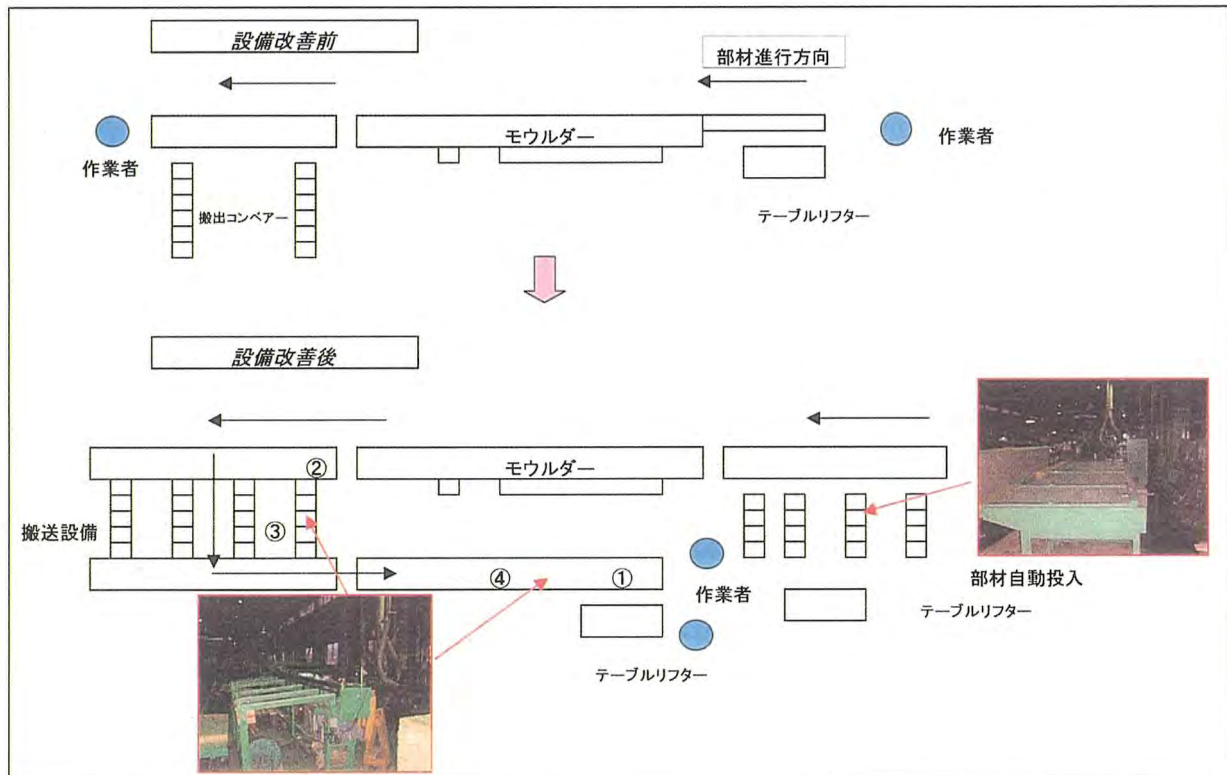 設備改善前
部材進行方向
モウルダー
作業者
作業者
搬出コンベアー
テーブルリフター
設備改善後
モウルダー
②
搬送設備
③
④
①
作業者
部材自動投入
テーブルリフター
テーブルリフター